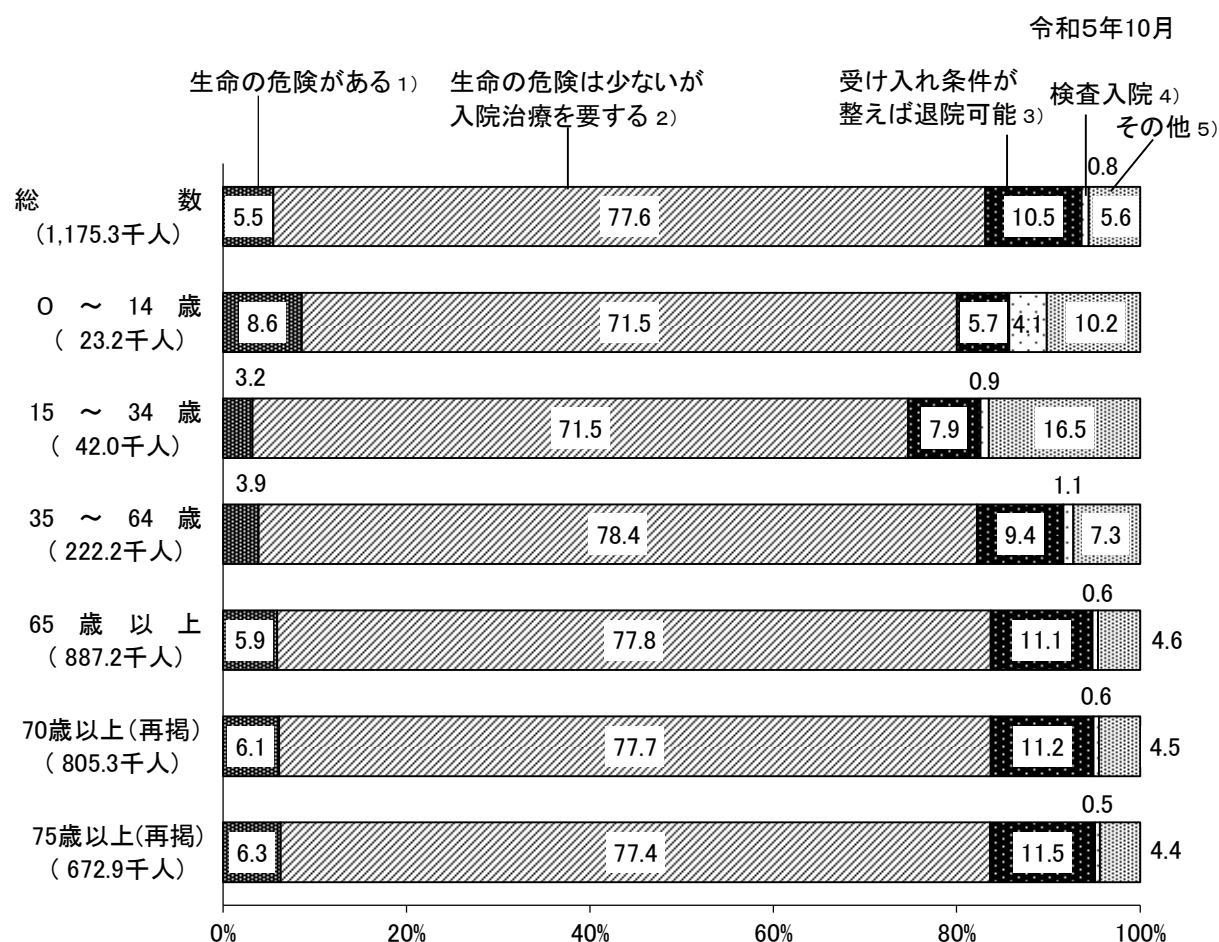 令和5年10月
生命の危険がある 1)
生命の危険は少ないが
入院治療を要する 2)
受け入れ条件が
整えば退院可能 3)
検査入院 4)
その他 5)
総 数
(1,175.3千人)
5.5
77.6
10.5
0.8
5.6
0 ～ 14 歳
( 23.2千人)
8.6
71.5
5.7
4.1
10.2
15 ～ 34 歳
( 42.0千人)
3.2
71.5
7.9
0.9
16.5
35 ～ 64 歳
( 222.2千人)
3.9
78.4
9.4
1.1
7.3
65 歳 以 上
( 887.2千人)
5.9
77.8
11.1
0.6
4.6
70歳以上(再掲)
( 805.3千人)
6.1
77.7
11.2
0.6
4.5
75歳以上(再掲)
( 672.9千人)
6.3
77.4
11.5
0.5
4.4
0% 20% 40% 60% 80% 100%